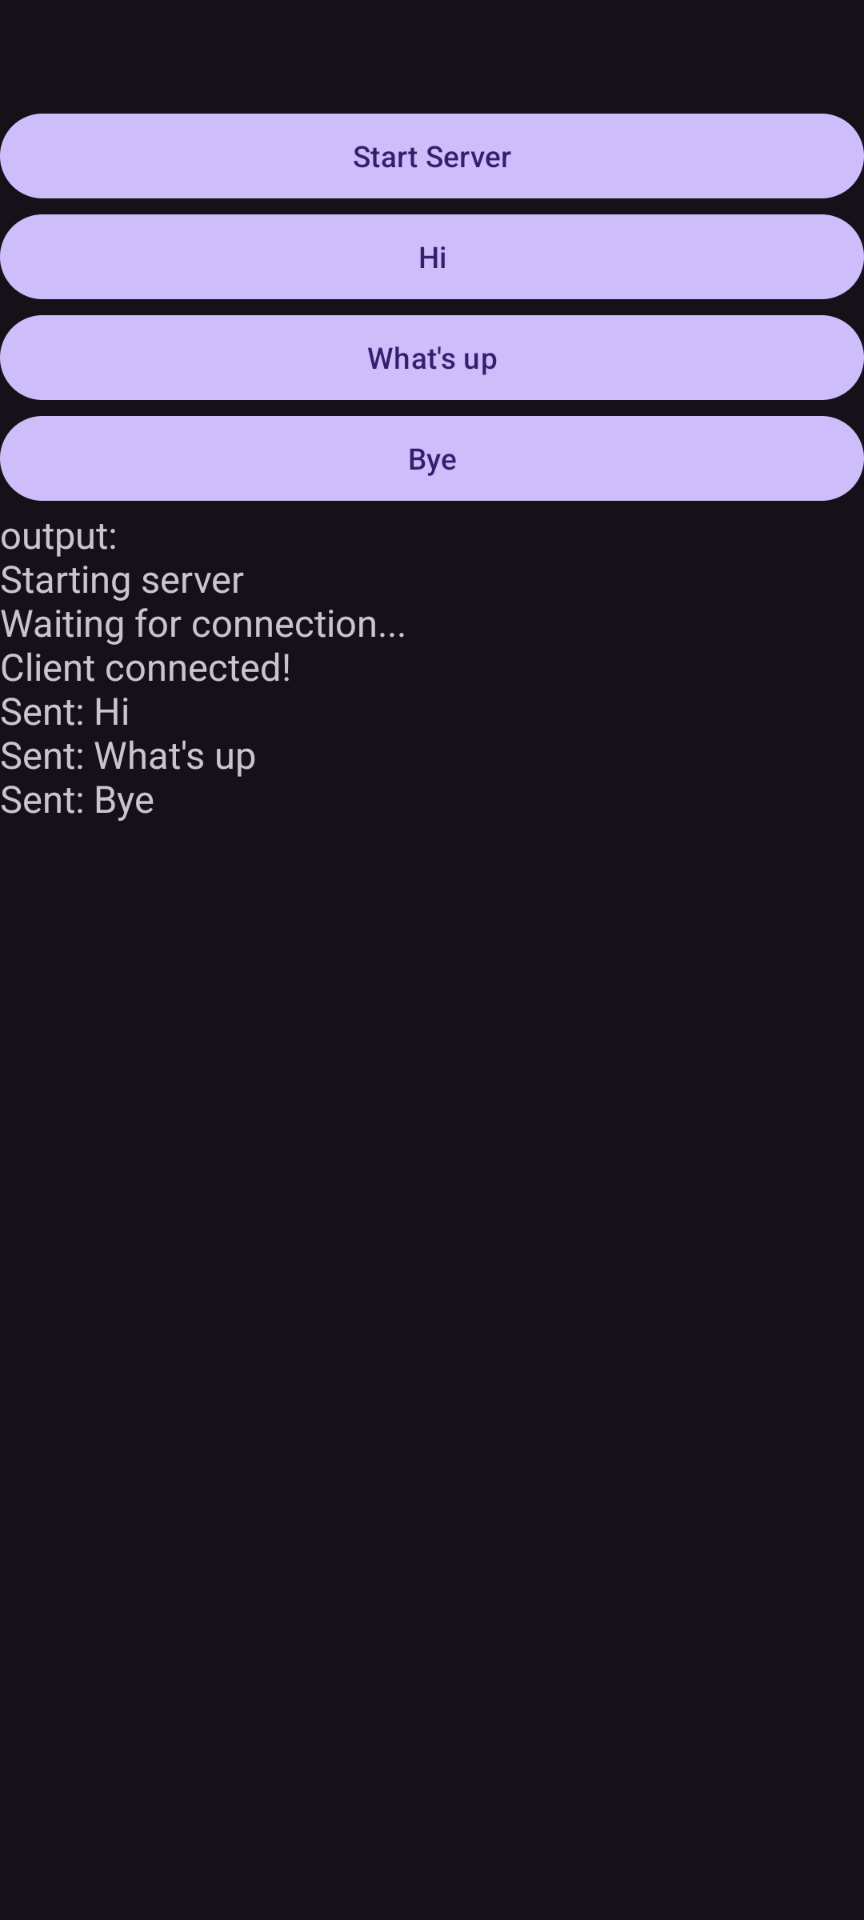 Start Server
Hi
What's up
Bye
output:
Starting server
Waiting for connection...
Client connected!
Sent: Hi
Sent: What's up
Sent: Bye